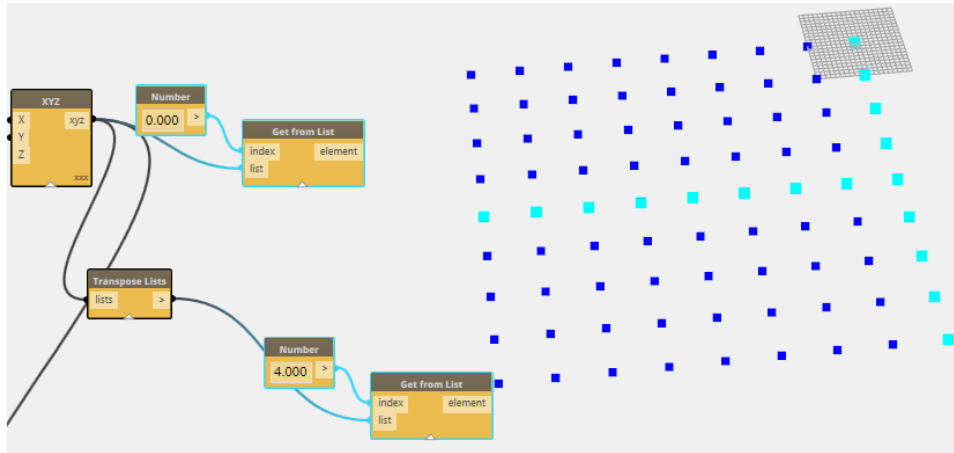 XYZ
X xyz
Y
Z
xxx
Number
0.000 >
Get from List
index element
list
Transpose Lists
lists >
Number
4.000 >
Get from List
index element
list